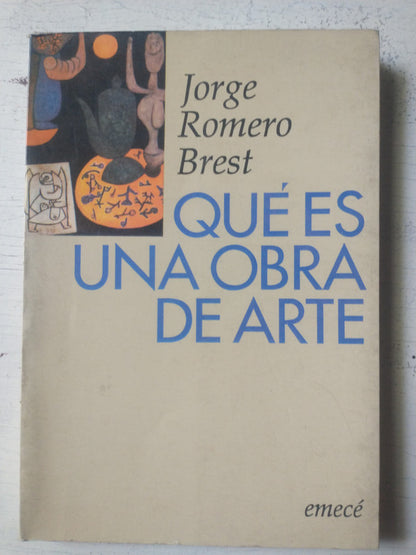 Jorge
Romero
Brest
QUÉ ES
UNA OBRA
DE ARTE
emecé